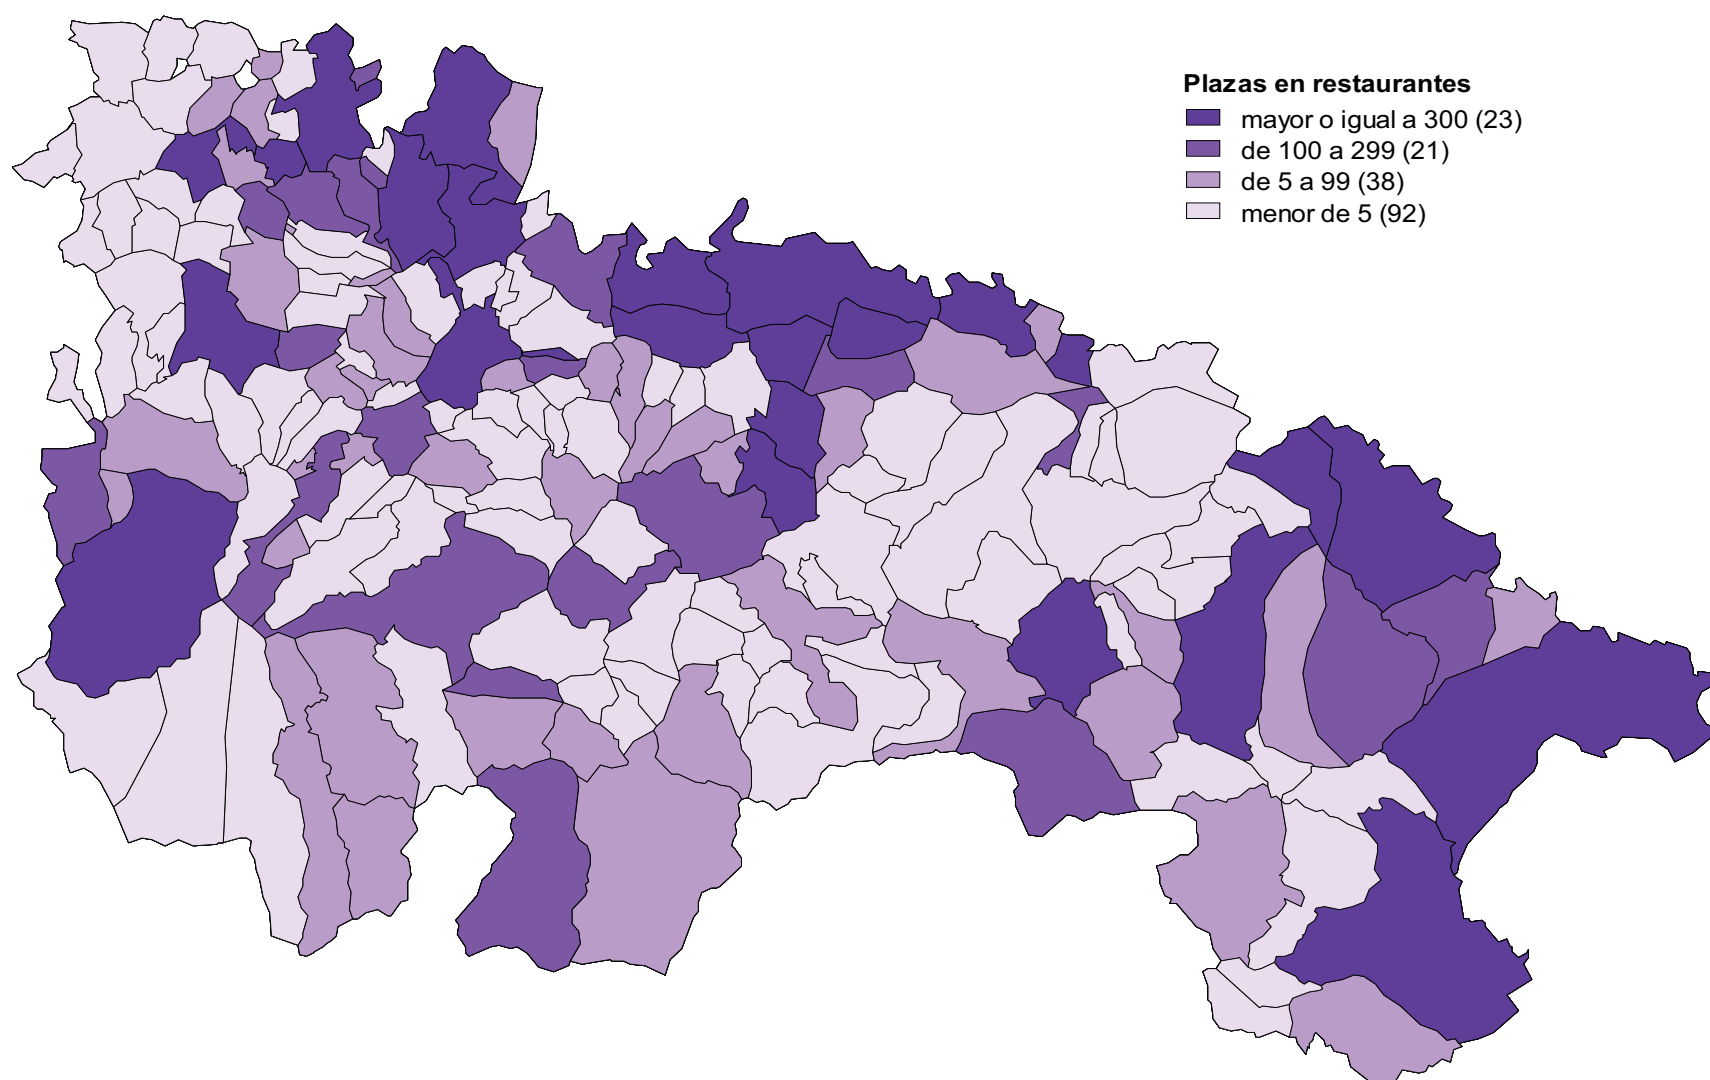 Plazas en restaurantes
mayor o igual a 300 (23)
de 100 a 299 (21)
de 5 a 99 (38)
menor de 5 (92)